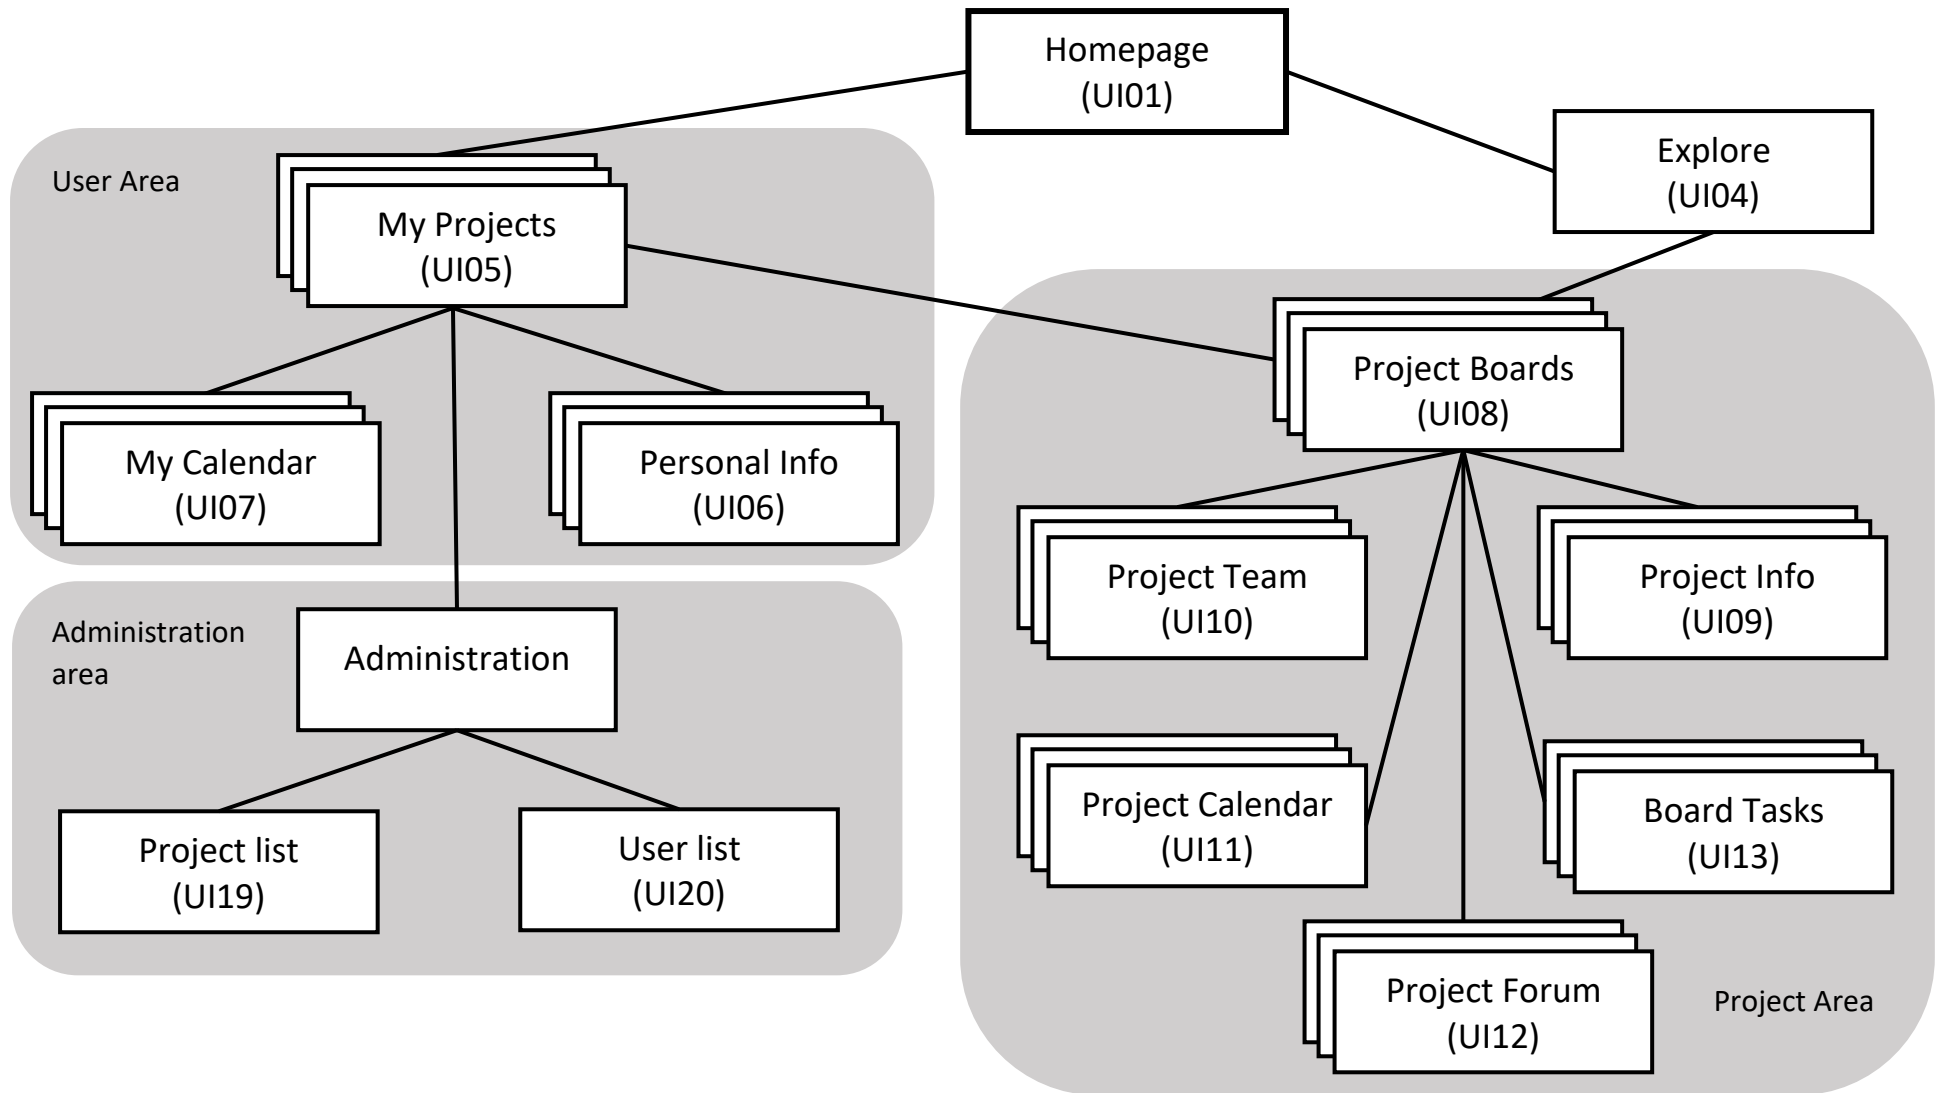 Homepage
(UI01)
Explore
(UI04)
User Area
My Projects
(UI05)
My Calendar
(UI07)
Personal Info
(UI06)
Administration
area
Administration
Project list
(UI19)
User list
(UI20)
Project Boards
(UI08)
Project Team
(UI10)
Project Info
(UI09)
Project Calendar
(UI11)
Board Tasks
(UI13)
Project Forum
(UI12)
Project Area